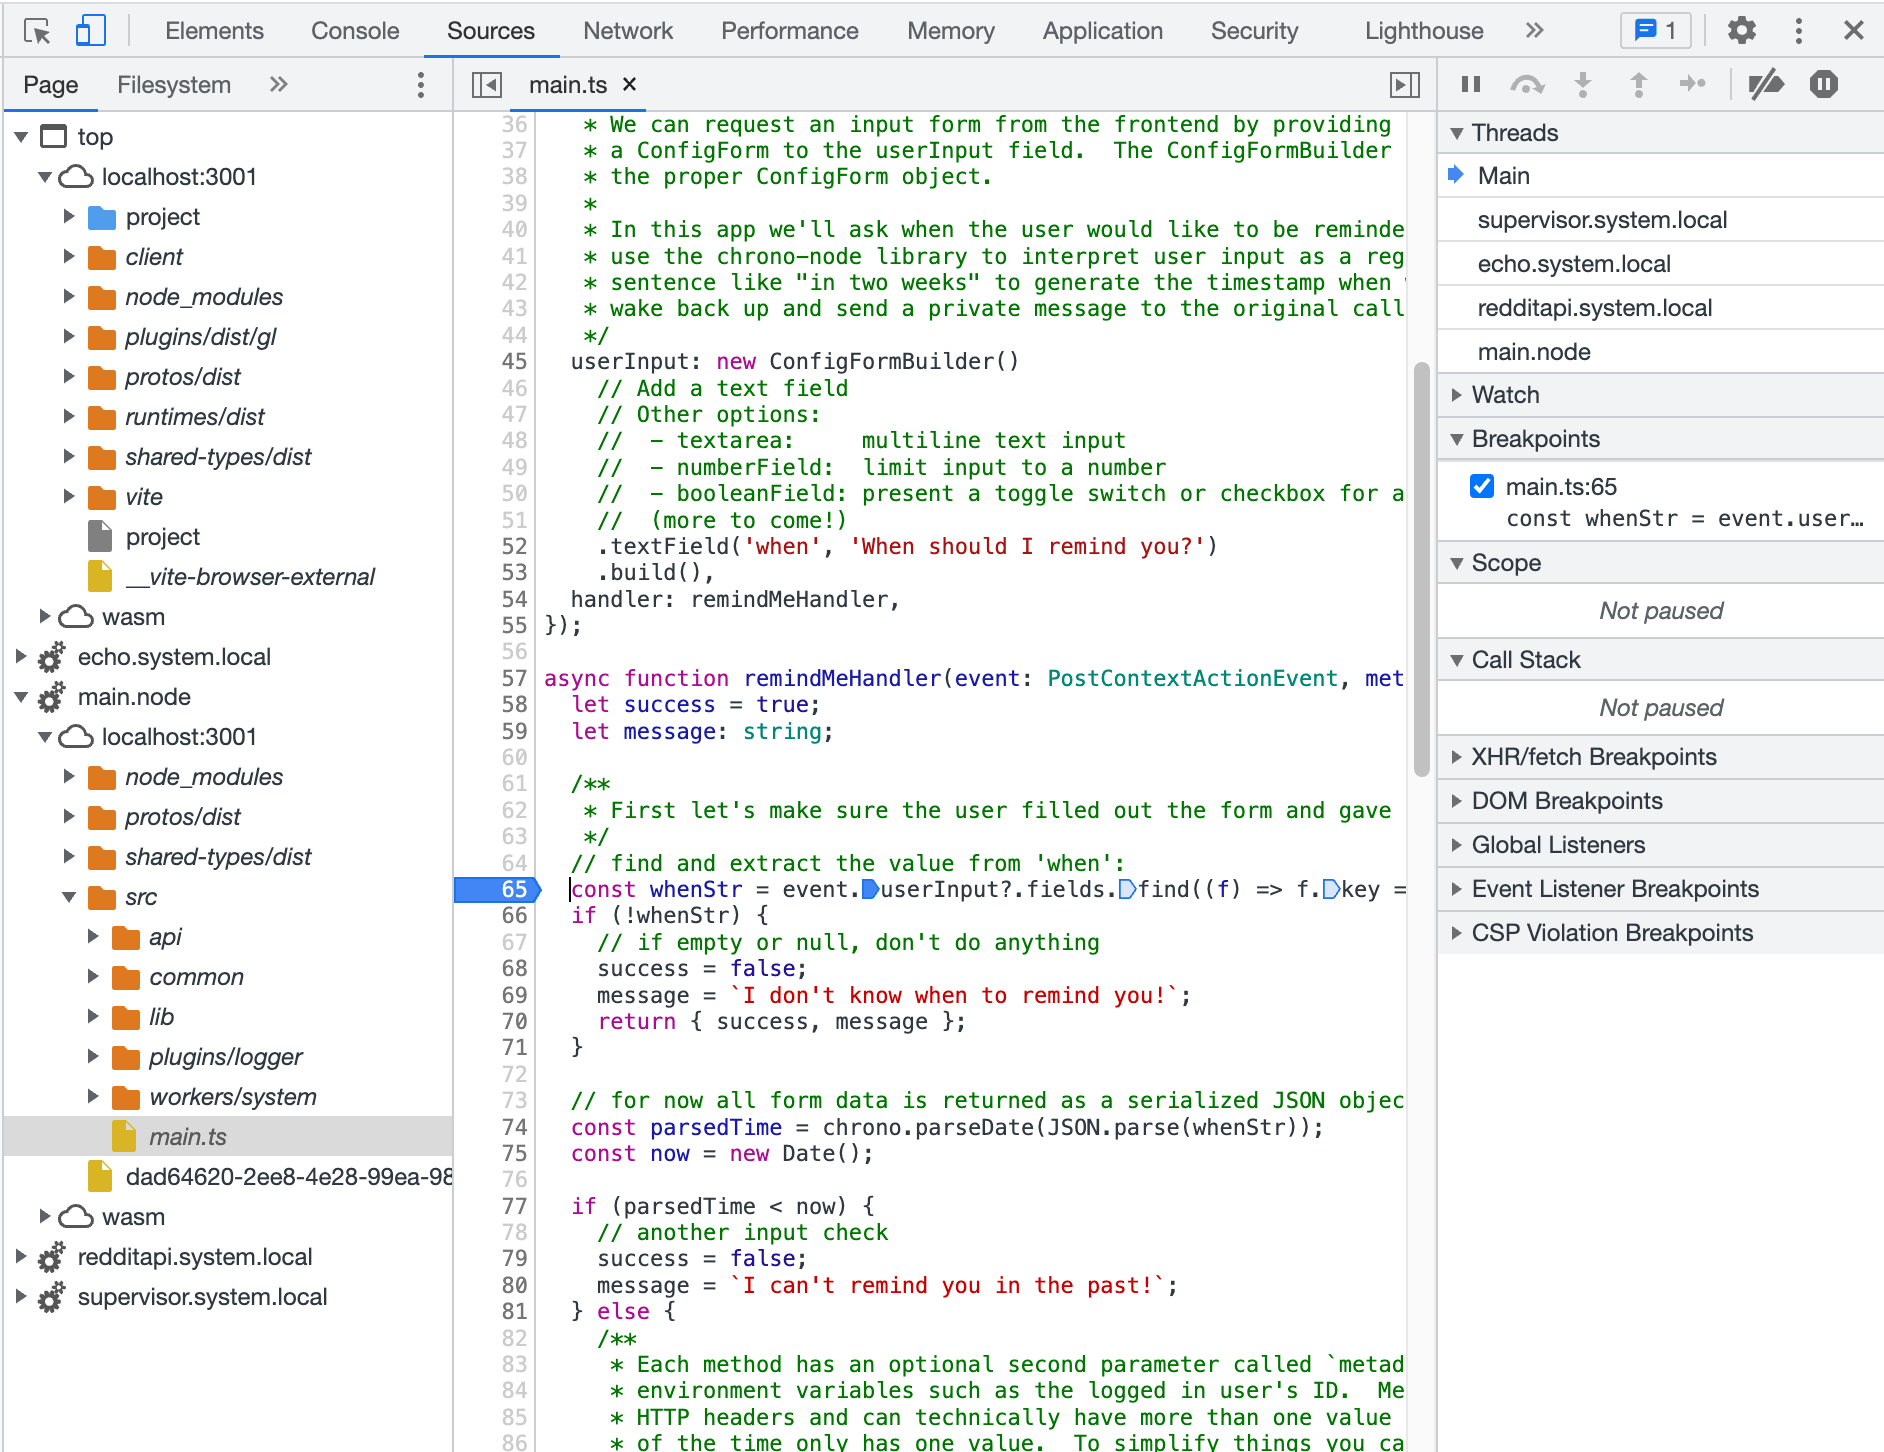 Elements Console Sources Network Performance Memory Application Security Lighthouse 1
Page Filesystem
top
localhost:3001
project
client
node_modules
plugins/dist/gl
protos/dist
runtimes/dist
shared-types/dist
vite
project
__vite-browser-external
wasm
echo.system.local
main.node
localhost:3001
node_modules
protos/dist
shared-types/dist
src
api
common
lib
plugins/logger
workers/system
main.ts
dad64620-2ee8-4e28-99ea-98
wasm
redditapi.system.local
supervisor.system.local
main.ts
36 * We can request an input form from the frontend by providing
37 * a ConfigForm to the userInput field.  The ConfigFormBuilder
38 * the proper ConfigForm object.
39 *
40 * In this app we'll ask when the user would like to be reminde
41 * use the chrono-node library to interpret user input as a reg
42 * sentence like "in two weeks" to generate the timestamp when
43 * wake back up and send a private message to the original call
44 */
45 userInput: new ConfigFormBuilder()
46 // Add a text field
47 // Other options:
48 //  - textarea:     multiline text input
49 //  - numberField:  limit input to a number
50 //  - booleanField: present a toggle switch or checkbox for a
51 //  (more to come!)
52 .textField('when', 'When should I remind you?')
53 .build(),
54 handler: remindMeHandler,
55 });
56
57 async function remindMeHandler(event: PostContextActionEvent, met
58 let success = true;
59 let message: string;
60
61 /**
62 * First let's make sure the user filled out the form and gave
63 */
64 // find and extract the value from 'when':
65 const whenStr = event.userInput?.fields.find((f) => f.key =
66 if (!whenStr) {
67 // if empty or null, don't do anything
68 success = false;
69 message = `I don't know when to remind you!`;
70 return { success, message };
71 }
72
73 // for now all form data is returned as a serialized JSON objec
74 const parsedTime = chrono.parseDate(JSON.parse(whenStr));
75 const now = new Date();
76
77 if (parsedTime < now) {
78 // another input check
79 success = false;
80 message = `I can't remind you in the past!`;
81 } else {
82 /**
83 * Each method has an optional second parameter called `metad
84 * environment variables such as the logged in user's ID.  Me
85 * HTTP headers and can technically have more than one value
86 * of the time only has one value.  To simplify things you ca
Threads
Main
supervisor.system.local
echo.system.local
redditapi.system.local
main.node
Watch
Breakpoints
main.ts:65
const whenStr = event.user…
Scope
Not paused
Call Stack
Not paused
XHR/fetch Breakpoints
DOM Breakpoints
Global Listeners
Event Listener Breakpoints
CSP Violation Breakpoints